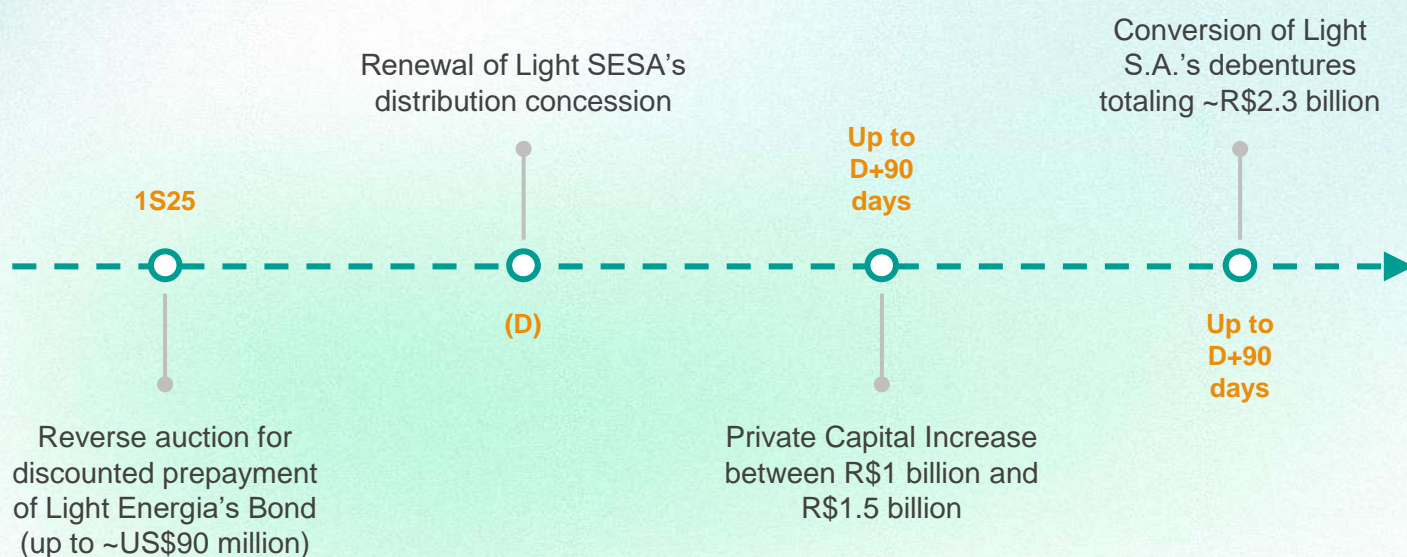 1S25
Reverse auction for
discounted prepayment
of Light Energia’s Bond
(up to ~US$90 million)
Renewal of Light SESA’s
distribution concession
(D)
Up to
D+90
days
Private Capital Increase
between R$1 billion and
R$1.5 billion
Conversion of Light
S.A.’s debentures
totaling ~R$2.3 billion
Up to
D+90
days